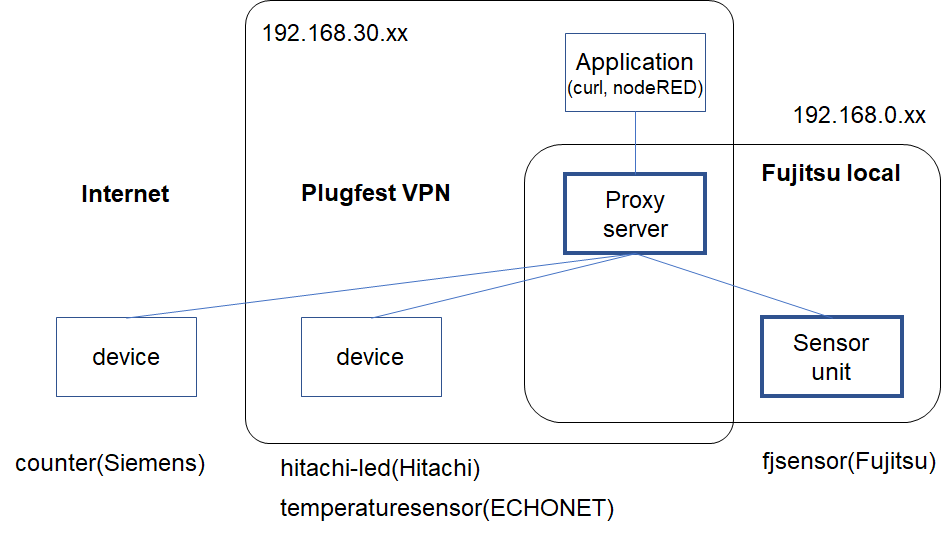 192.168.30.xx
Application
(curl, nodeRED)
192.168.0.xx
Fujitsu local
Internet
Plugfest VPN
Proxy
server
device
device
Sensor
unit
counter(Siemens)
hitachi-led(Hitachi)
temperaturesensor(ECHONET)
fjsensor(Fujitsu)